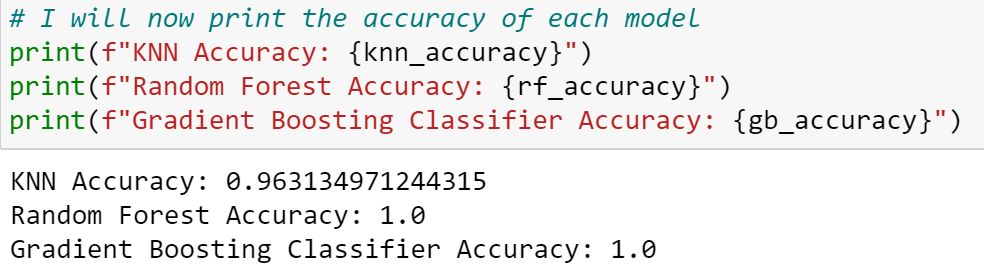 # I will now print the accuracy of each model
print(f"KNN Accuracy: {knn_accuracy}")
print(f"Random Forest Accuracy: {rf_accuracy}")
print(f"Gradient Boosting Classifier Accuracy: {gb_accuracy}")
KNN Accuracy: 0.963134971244315
Random Forest Accuracy: 1.0
Gradient Boosting Classifier Accuracy: 1.0